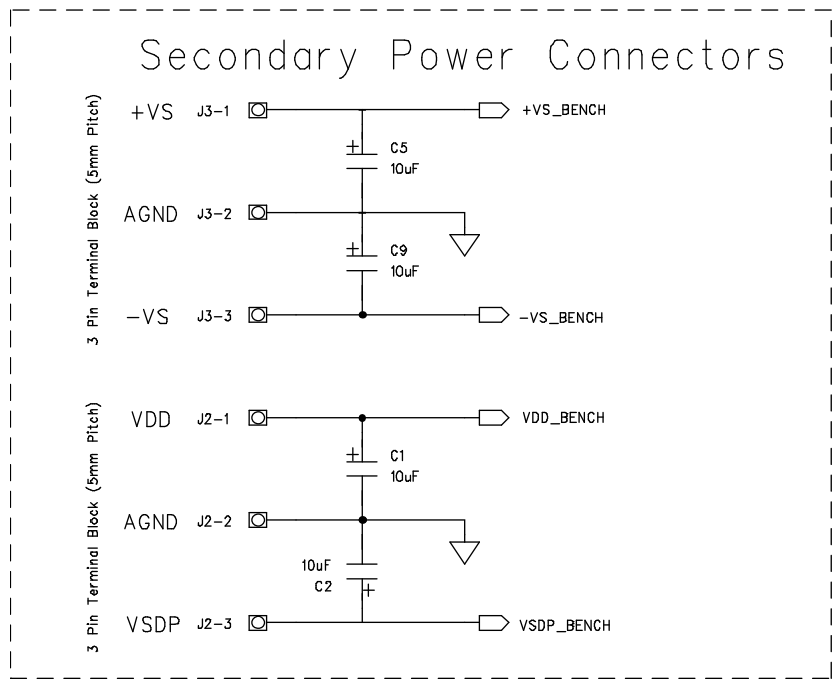 Secondary Power Connectors
3 Pin Terminal Block (5mm Pitch)
+VS J3-1 +VS_BENCH
+ C5
10uF
AGND J3-2
+ C9
10uF
-VS J3-3 -VS_BENCH
3 Pin Terminal Block (5mm Pitch)
VDD J2-1 VDD_BENCH
+ C1
10uF
AGND J2-2
10uF
C2 +
VSDP J2-3 VSDP_BENCH